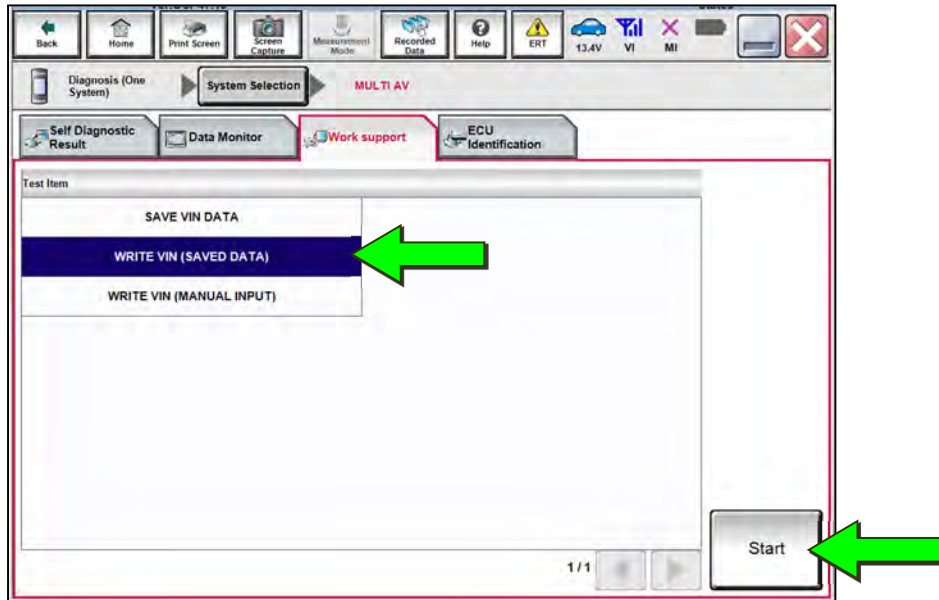 Back
Home
Print Screen
Screen
Capture
Measurement
Mode
Recorded
Data
Help
ERT
13.4V
VI
MI
Diagnosis (One
System)
System Selection
MULTI AV
Self Diagnostic
Result
Data Monitor
Work support
ECU
Identification
Test Item
SAVE VIN DATA
WRITE VIN (SAVED DATA)
WRITE VIN (MANUAL INPUT)
1/1
Start